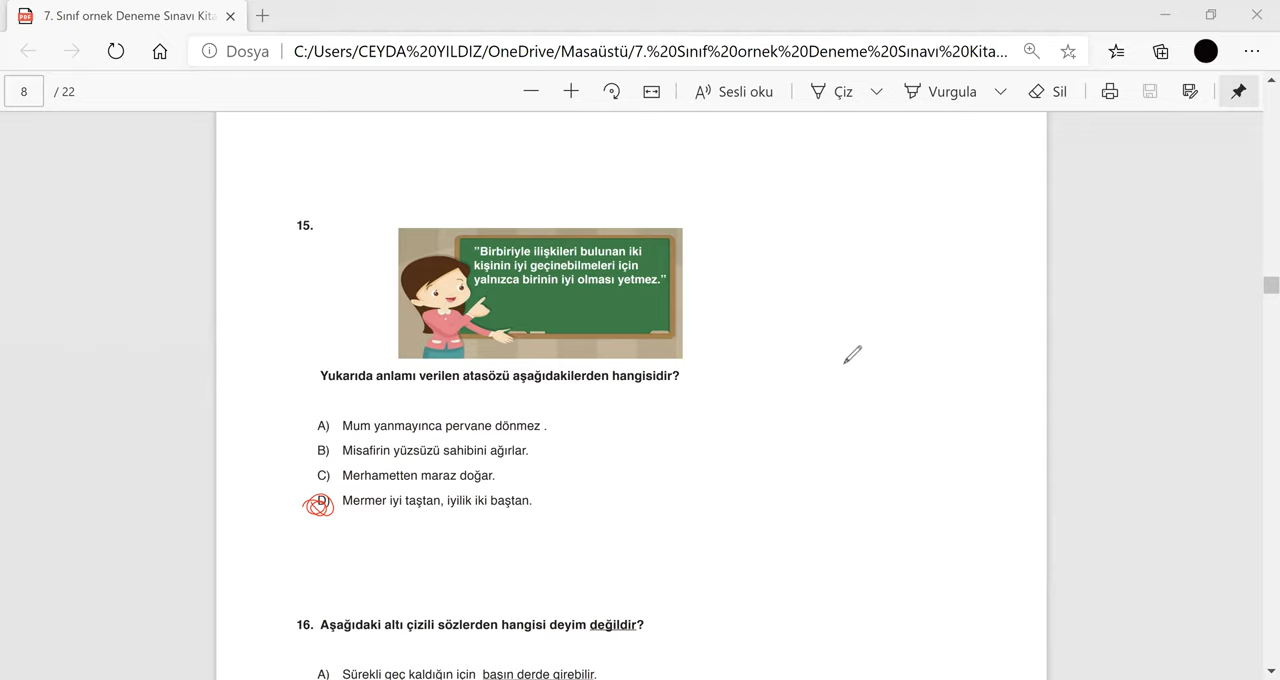 7. Sınıf ornek Deneme Sınavı Kita
Dosya
C:/Users/CEYDA%20YILDIZ/OneDrive/Masaüstü/7.%20Sınıf%20ornek%20Deneme%20Sınavı%20Kita...
8 / 22
Sesli oku
Çiz
Vurgula
Sil
15.
"Birbiriyle ilişkileri bulunan iki
kişinin iyi geçinebilmeleri için
yalnızca birinin iyi olması yetmez."
Yukarıda anlamı verilen atasözü aşağıdakilerden hangisidir?
A) Mum yanmayınca pervane dönmez .
B) Misafirin yüzsüzü sahibini ağırlar.
C) Merhametten maraz doğar.
D) Mermer iyi taştan, iyilik iki baştan.
16. Aşağıdaki altı çizili sözlerden hangisi deyim değildir?
A) Sürekli geç kaldığın için başın derde girebilir.